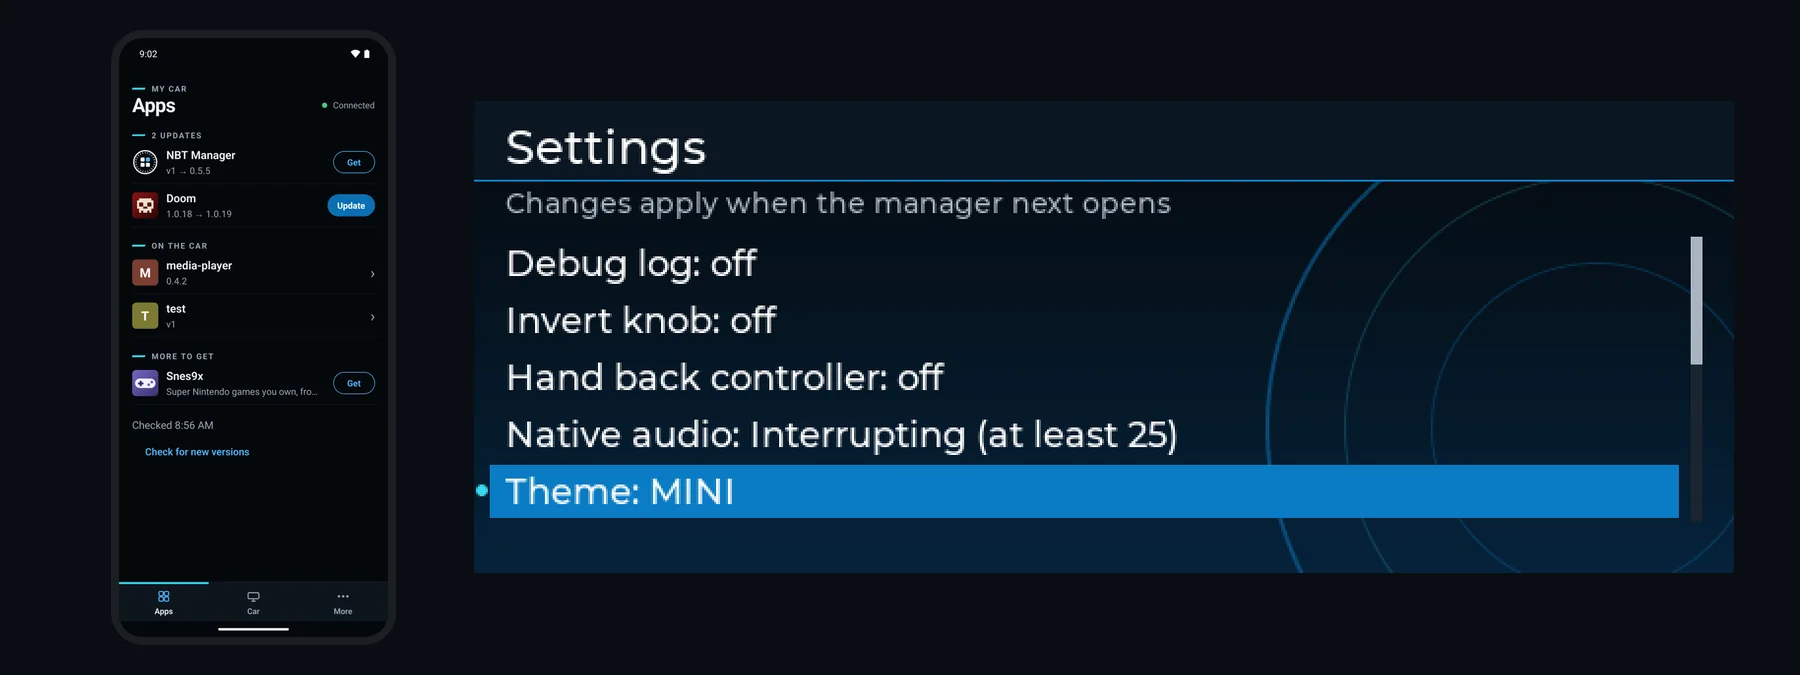 9:02
MY CAR
Apps
Connected
2 UPDATES
NBT Manager
v1 → 0.5.5
Get
Doom
1.0.18 → 1.0.19
Update
ON THE CAR
M
media-player
0.4.2
T
test
v1
MORE TO GET
Snes9x
Super Nintendo games you own, fro...
Get
Checked 8:56 AM
Check for new versions
Apps
Car
More
Settings
Changes apply when the manager next opens
Debug log: off
Invert knob: off
Hand back controller: off
Native audio: Interrupting (at least 25)
Theme: MINI